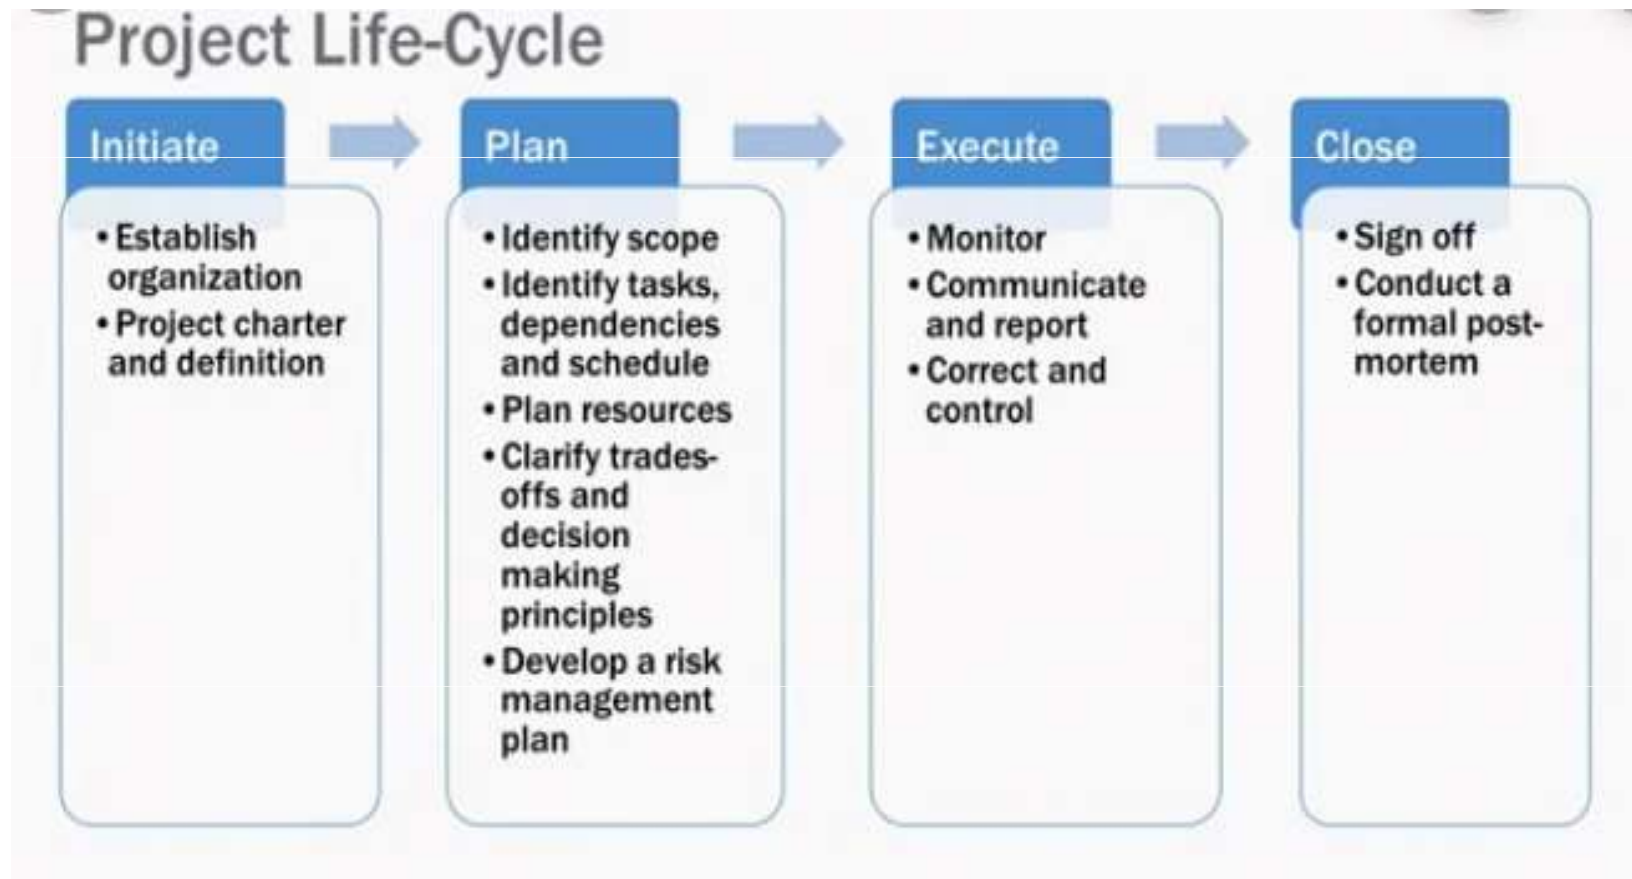 Project Life-Cycle
Initiate
• Establish
organization
• Project charter
and definition
Plan
• Identify scope
• Identify tasks,
dependencies
and schedule
• Plan resources
• Clarify trades-
offs and
decision
making
principles
• Develop a risk
management
plan
Execute
• Monitor
• Communicate
and report
• Correct and
control
Close
• Sign off
• Conduct a
formal post-
mortem